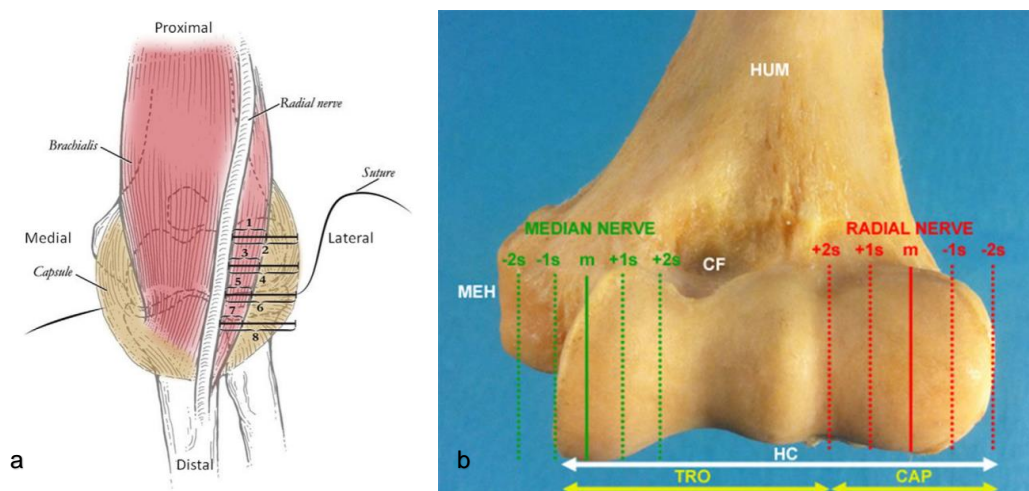 Proximal
Radial nerve
Brachialis
Suture
1
2
Medial
3
Lateral
4
Capsule
5
6
7
8
Distal
a
HUM
MEDIAN NERVE
RADIAL NERVE
-2s -1s m +1s +2s
+2s +1s m -1s -2s
CF
MEH
HC
TRO
CAP
b